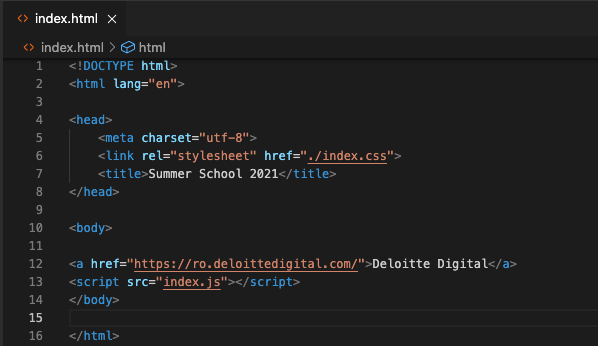 index.html ×
index.html > html
1 <!DOCTYPE html>
2 <html lang="en">
3
4 <head>
5 <meta charset="utf-8">
6 <link rel="stylesheet" href="./index.css">
7 <title>Summer School 2021</title>
8 </head>
9
10 <body>
11
12 <a href="https://ro.deloittedigital.com/">Deloitte Digital</a>
13 <script src="index.js"></script>
14 </body>
15
16 </html>